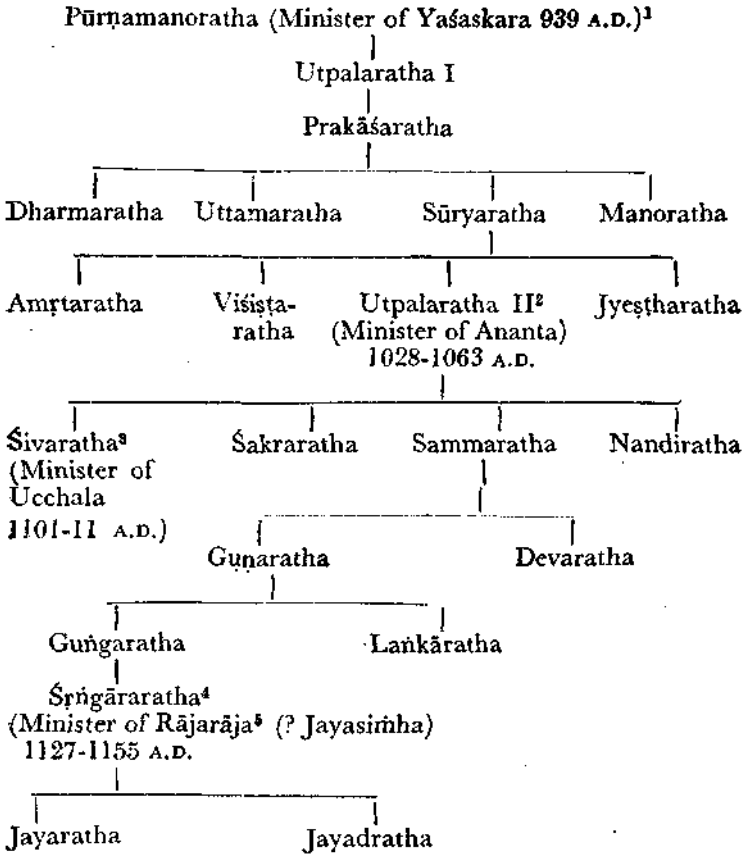 Pūrṇamanoratha (Minister of Yaśaskara 939 A.D.)¹
Utpalaratha I
Prakāśaratha
Dharmaratha Uttamaratha Sūryaratha Manoratha
Amṛtaratha Viśiṣṭa- Utpalaratha II² Jyeṣṭharatha
ratha (Minister of Ananta)
1028-1063 A.D.
Śivaratha³ Śakraratha Sammaratha Nandiratha
(Minister of
Ucchala
1101-11 A.D.)
Guṇaratha Devaratha
Guṅgaratha Laṅkāratha
Śṛṅgāraratha⁴
(Minister of Rājarāja⁵ (? Jayasiṁha)
1127-1155 A.D.
Jayaratha Jayadratha